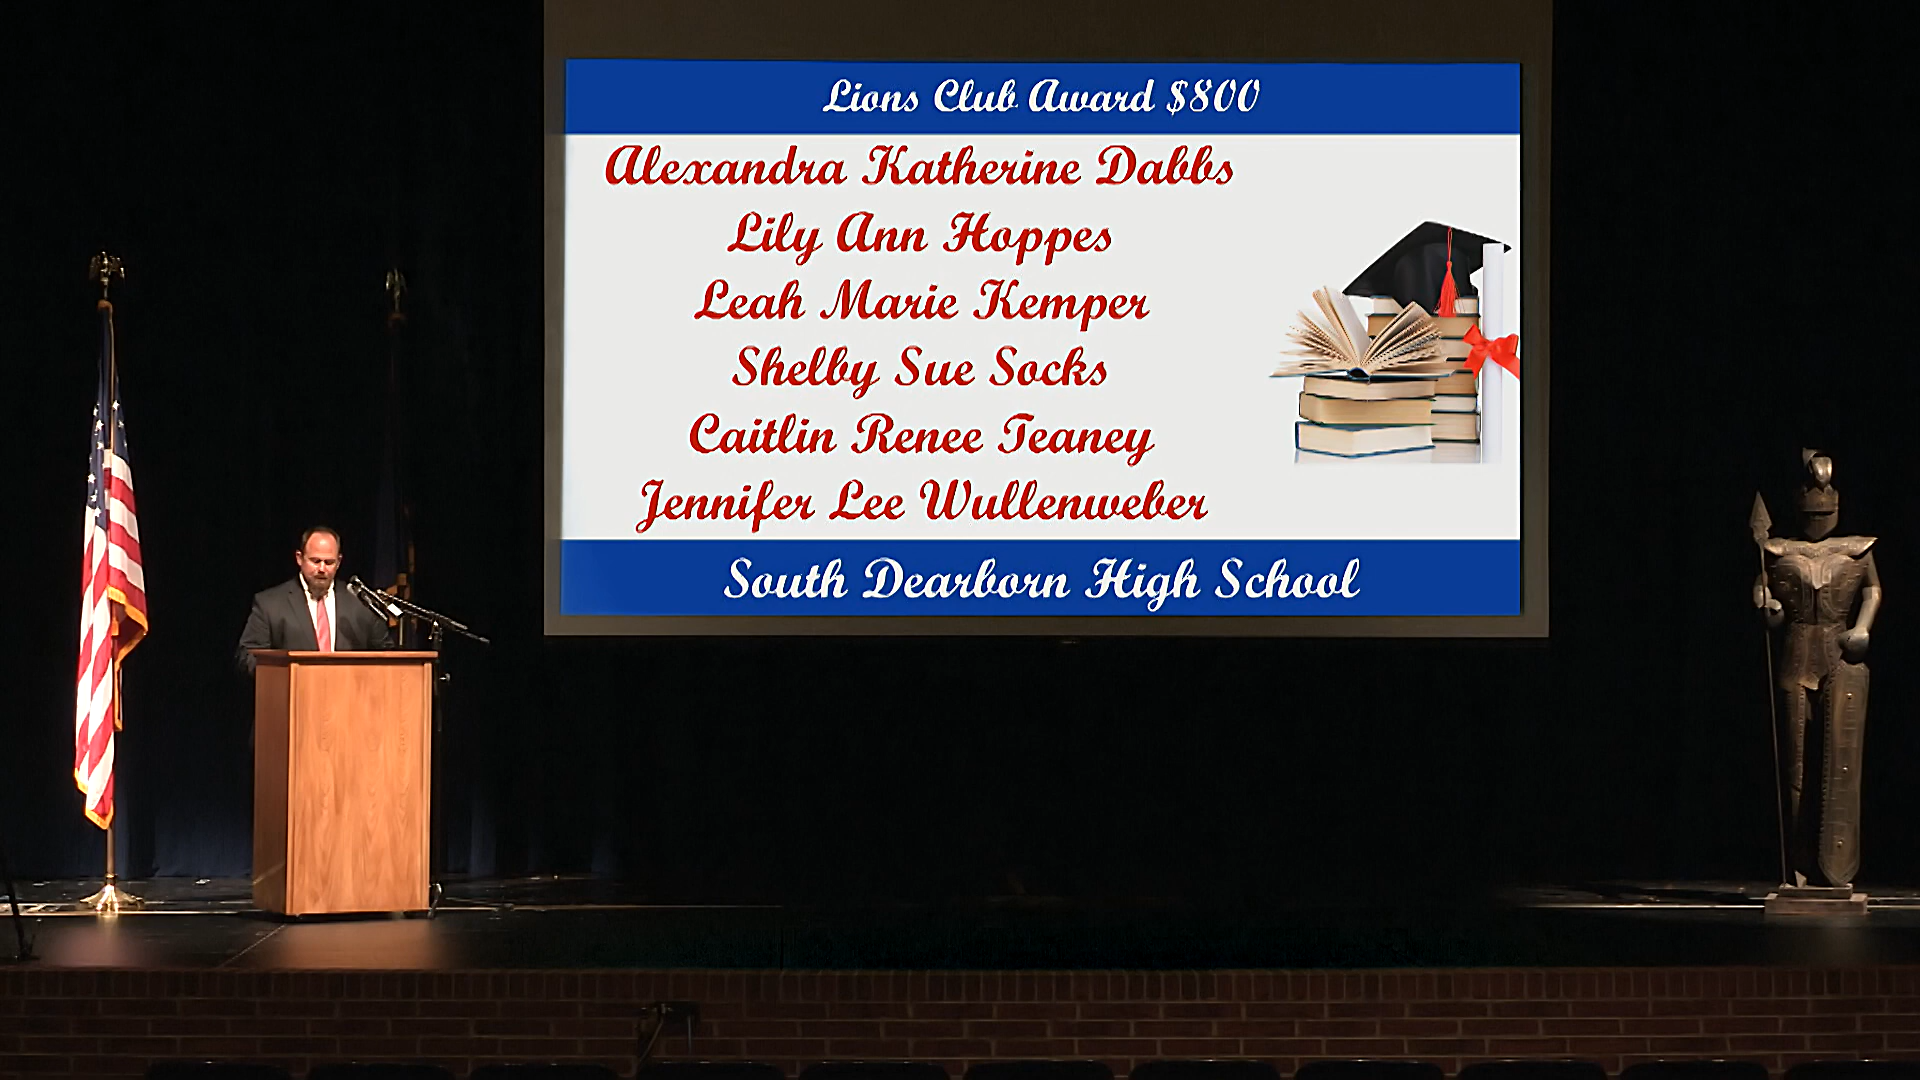 Lions Club Award $800
Alexandra Katherine Dabbs
Lily Ann Hoppes
Leah Marie Kemper
Shelby Sue Socks
Caitlin Renee Teaney
Jennifer Lee Wullenweber
South Dearborn High School